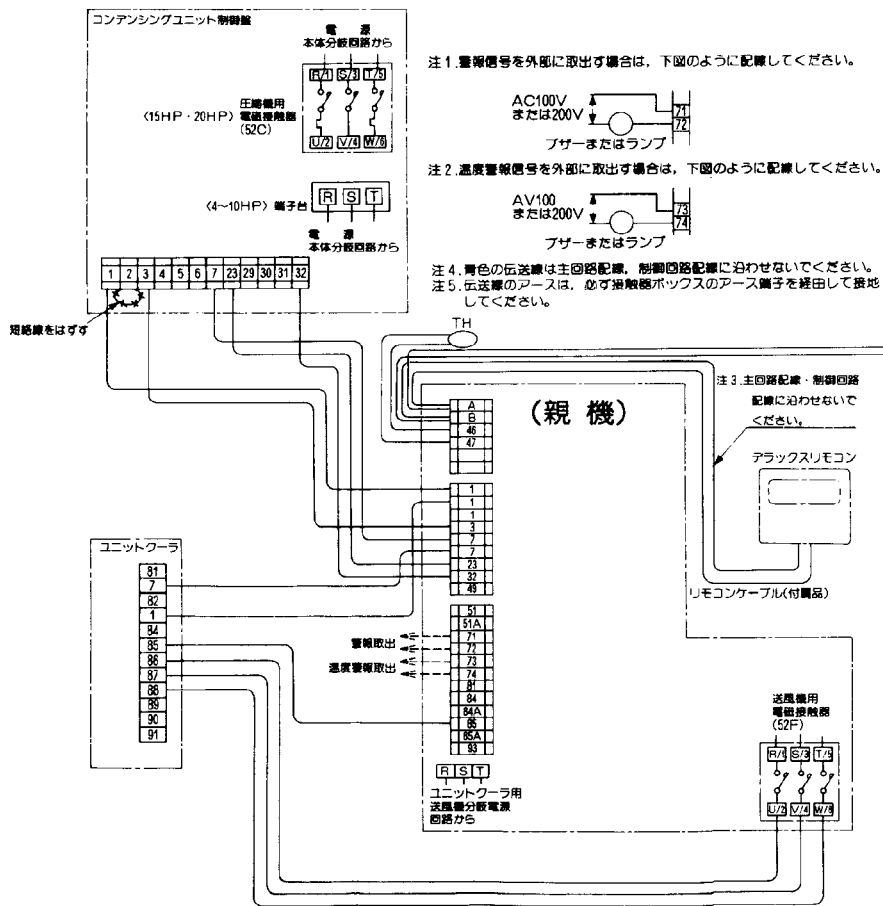 コンデンシングユニット制御盤
電 源
本体分岐回路から
R/1 S/3 T/5
〈15HP・20HP〉
圧縮機用
電磁接触器
(52C)
U/2 V/4 W/6
〈4~10HP〉端子台
R S T
電 源
本体分岐回路から
1 2 3 4 5 6 7 23 29 30 31 32
短絡線をはずす
注1.警報信号を外部に取出す場合は,下図のように配線してください。
AC100V
または200V
71
72
ブザーまたはランプ
注2.温度警報信号を外部に取出す場合は,下図のように配線してください。
AV100
または200V
73
74
ブザーまたはランプ
注4.青色の伝送線は主回路配線,制御回路配線に沿わせないでください。
注5.伝送線のアースは,必ず接触器ボックスのアース端子を経由して接地
してください。
TH
(親 機)
注3.主回路配線・制御回路
配線に沿わせないで
ください。
デラックスリモコン
リモコンケーブル(付属品)
A
B
46
47
1
1
1
3
7
7
23
32
49
51
51A
71
72
73
74
81
84
84A
85
85A
93
警報取出
温度警報取出
R S T
ユニットクーラ用
送風機分岐電源
回路から
ユニットクーラ
81
7
82
1
84
85
86
87
88
89
90
91
送風機用
電磁接触器
(52F)
R/1 S/3 T/5
U/2 V/4 W/6